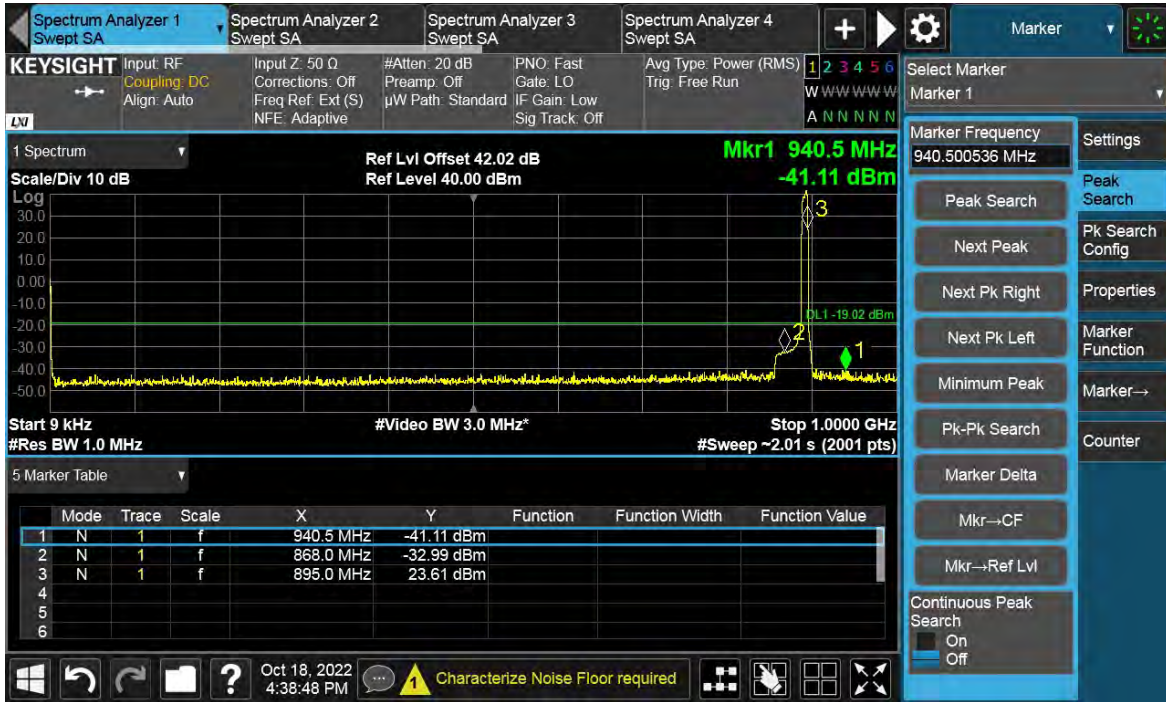 Spectrum Analyzer 1
Swept SA
Spectrum Analyzer 2
Swept SA
Spectrum Analyzer 3
Swept SA
Spectrum Analyzer 4
Swept SA
+
Marker
KEYSIGHT
LXI
Input: RF
Coupling: DC
Align: Auto
Input Z: 50 Ω
Corrections: Off
Freq Ref: Ext (S)
NFE: Adaptive
#Atten: 20 dB
Preamp: Off
µW Path: Standard
PNO: Fast
Gate: LO
IF Gain: Low
Sig Track: Off
Avg Type: Power (RMS)
Trig: Free Run
1 2 3 4 5 6
W W W W W W
A N N N N N
Select Marker
Marker 1
1 Spectrum
Scale/Div 10 dB
Ref Lvl Offset 42.02 dB
Ref Level 40.00 dBm
Mkr1 940.5 MHz
-41.11 dBm
Log
30.0
20.0
10.0
0.00
-10.0
-20.0
-30.0
-40.0
-50.0
3
DL1 -19.02 dBm
2
1
Start 9 kHz
#Res BW 1.0 MHz
#Video BW 3.0 MHz*
Stop 1.0000 GHz
#Sweep ~2.01 s (2001 pts)
5 Marker Table
Mode Trace Scale X Y Function Function Width Function Value
1 N 1 f 940.5 MHz -41.11 dBm
2 N 1 f 868.0 MHz -32.99 dBm
3 N 1 f 895.0 MHz 23.61 dBm
4
5
6
Marker Frequency
940.500536 MHz
Peak Search
Next Peak
Next Pk Right
Next Pk Left
Minimum Peak
Pk-Pk Search
Marker Delta
Mkr→CF
Mkr→Ref Lvl
Continuous Peak
Search
On
Off
Settings
Peak
Search
Pk Search
Config
Properties
Marker
Function
Marker→
Counter
?
Oct 18, 2022
4:38:48 PM
1
Characterize Noise Floor required